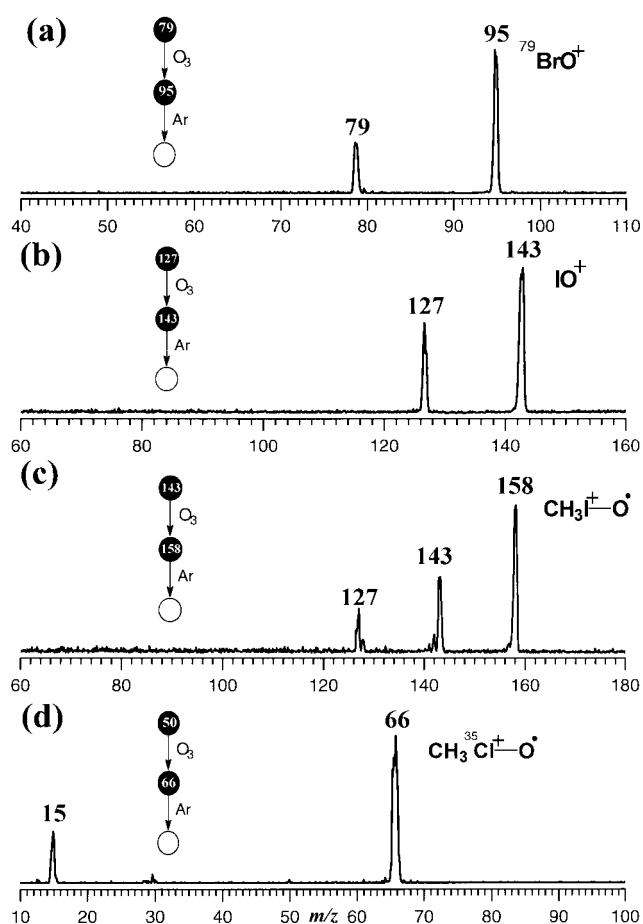 (a)
79
O3
95
Ar
79
95
79BrO+
40 50 60 70 80 90 100 110
(b)
127
O3
143
Ar
127
143
IO+
60 80 100 120 140 160
(c)
143
O3
158
Ar
127
143
158
CH3I+—O•
60 80 100 120 140 160 180
(d)
50
O3
66
Ar
15
66
CH3 35Cl+—O•
10 20 30 40 50 m/z 60 70 80 90 100